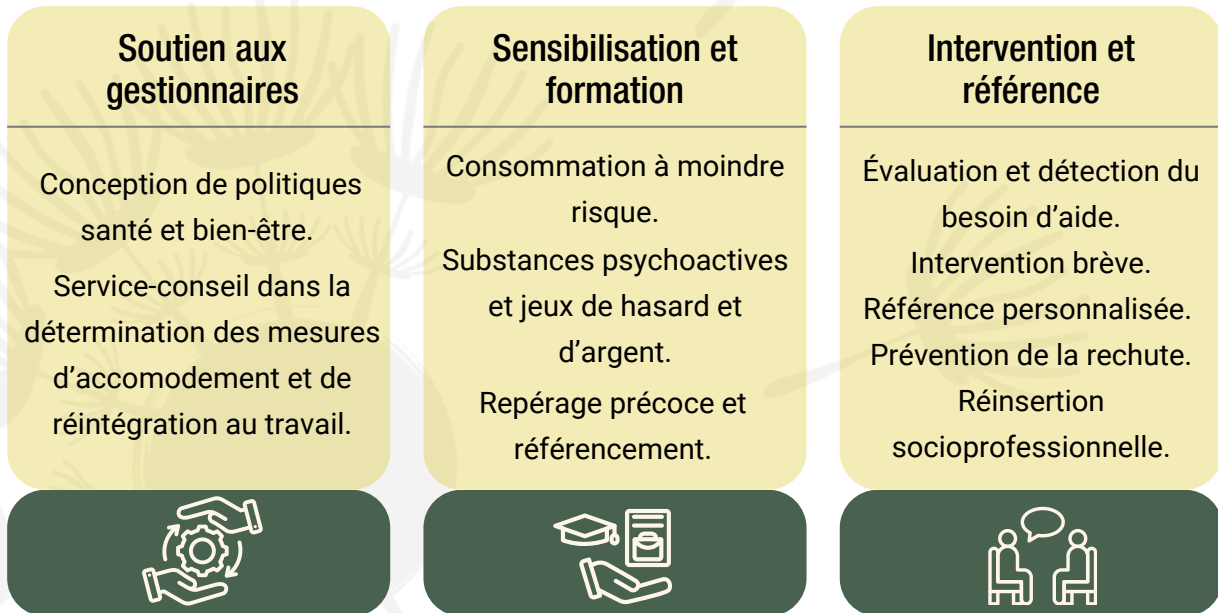 Soutien aux
gestionnaires
Conception de politiques
santé et bien-être.
Service-conseil dans la
détermination des mesures
d’accomodement et de
réintégration au travail.
Sensibilisation et
formation
Consommation à moindre
risque.
Substances psychoactives
et jeux de hasard et
d’argent.
Repérage précoce et
référencement.
Intervention et
référence
Évaluation et détection du
besoin d’aide.
Intervention brève.
Référence personnalisée.
Prévention de la rechute.
Réinsertion
socioprofessionnelle.